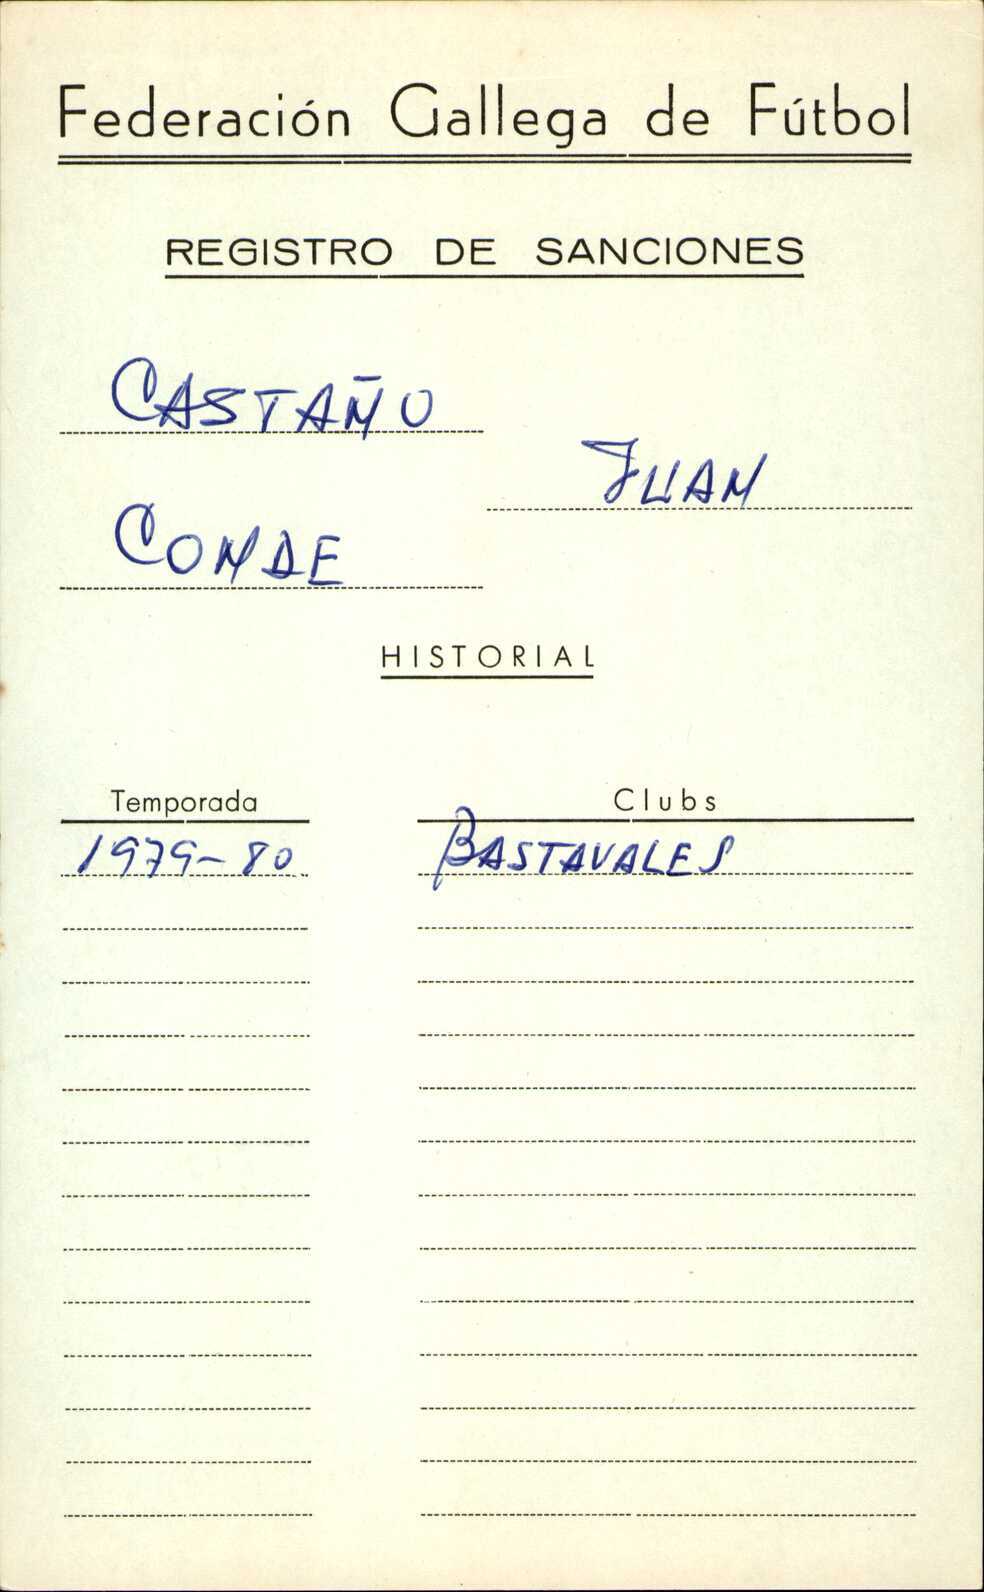 Federación Gallega de Fútbol
REGISTRO DE SANCIONES
CASTAÑO
JUAN
CONDE
HISTORIAL
Temporada Clubs
1979-80 BASTAVALES